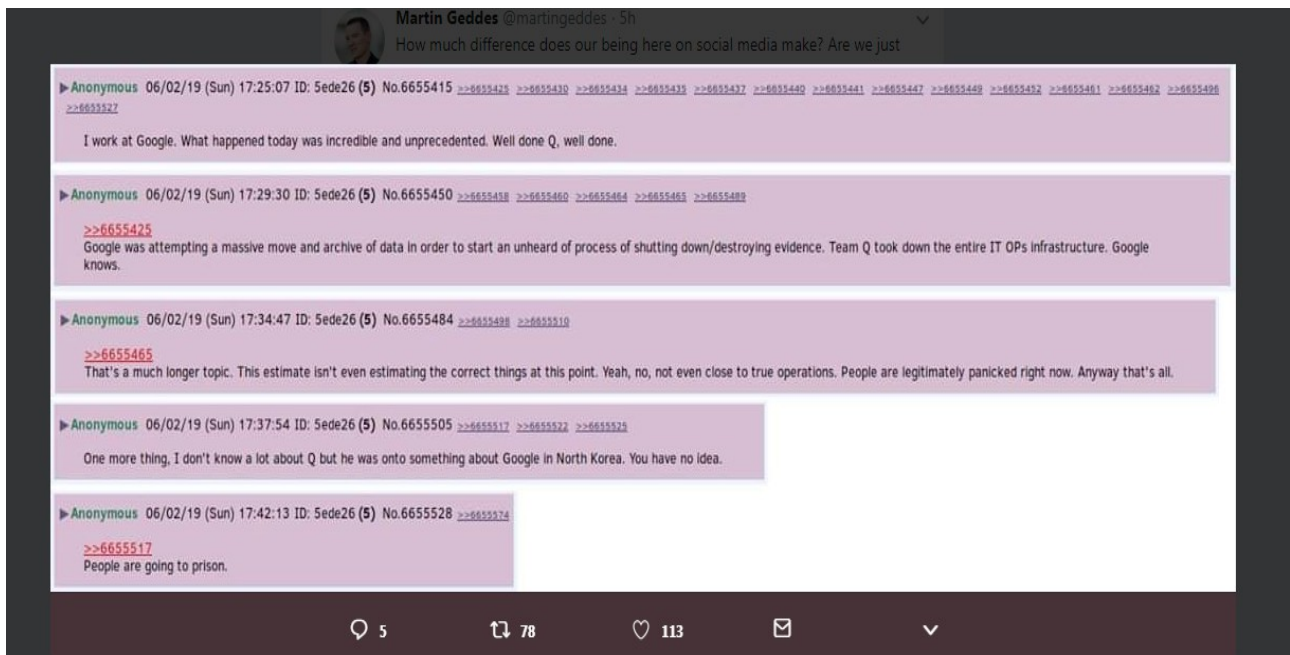 Martin Geddes @martingeddes · 5h
How much difference does our being here on social media make? Are we just
▶Anonymous 06/02/19 (Sun) 17:25:07 ID: 5ede26 (5) No.6655415 >>6655425 >>6655430 >>6655434 >>6655435 >>6655437 >>6655440 >>6655441 >>6655447 >>6655449 >>6655452 >>6655461 >>6655462 >>6655496
>>6655527
I work at Google. What happened today was incredible and unprecedented. Well done Q, well done.
▶Anonymous 06/02/19 (Sun) 17:29:30 ID: 5ede26 (5) No.6655450 >>6655458 >>6655460 >>6655464 >>6655465 >>6655489
>>6655425
Google was attempting a massive move and archive of data in order to start an unheard of process of shutting down/destroying evidence. Team Q took down the entire IT OPs infrastructure. Google
knows.
▶Anonymous 06/02/19 (Sun) 17:34:47 ID: 5ede26 (5) No.6655484 >>6655498 >>6655510
>>6655465
That's a much longer topic. This estimate isn't even estimating the correct things at this point. Yeah, no, not even close to true operations. People are legitimately panicked right now. Anyway that's all.
▶Anonymous 06/02/19 (Sun) 17:37:54 ID: 5ede26 (5) No.6655505 >>6655517 >>6655522 >>6655525
One more thing, I don't know a lot about Q but he was onto something about Google in North Korea. You have no idea.
▶Anonymous 06/02/19 (Sun) 17:42:13 ID: 5ede26 (5) No.6655528 >>6655574
>>6655517
People are going to prison.
5 78 113